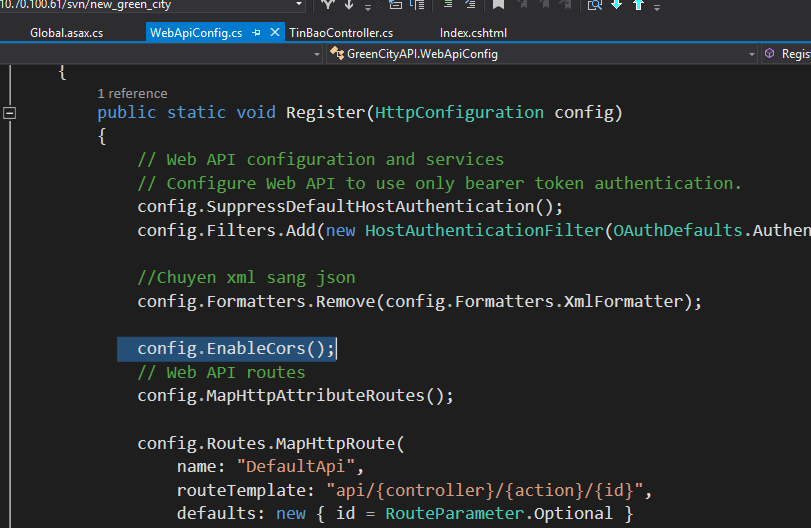 10.70.100.61/svn/new_green_city
Global.asax.cs WebApiConfig.cs TinBaoController.cs Index.cshtml
GreenCityAPI.WebApiConfig Regis
{
1 reference
public static void Register(HttpConfiguration config)
{
// Web API configuration and services
// Configure Web API to use only bearer token authentication.
config.SuppressDefaultHostAuthentication();
config.Filters.Add(new HostAuthenticationFilter(OAuthDefaults.Authen
//Chuyen xml sang json
config.Formatters.Remove(config.Formatters.XmlFormatter);
config.EnableCors();
// Web API routes
config.MapHttpAttributeRoutes();
config.Routes.MapHttpRoute(
name: "DefaultApi",
routeTemplate: "api/{controller}/{action}/{id}",
defaults: new { id = RouteParameter.Optional }